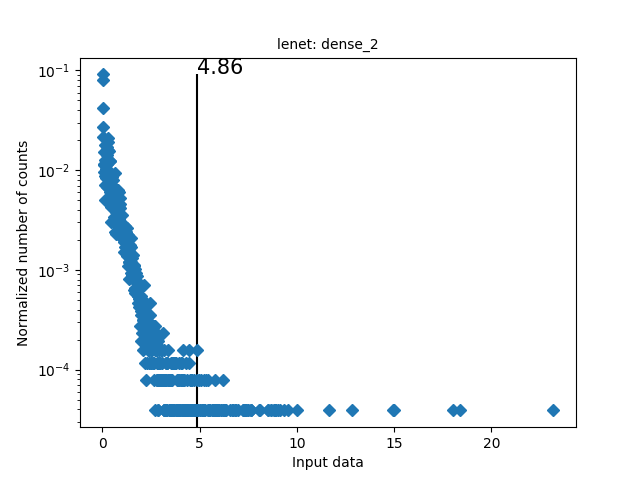 lenet: dense_2
4.86
Normalized number of counts
10⁻¹
10⁻²
10⁻³
10⁻⁴
0 5 10 15 20
Input data